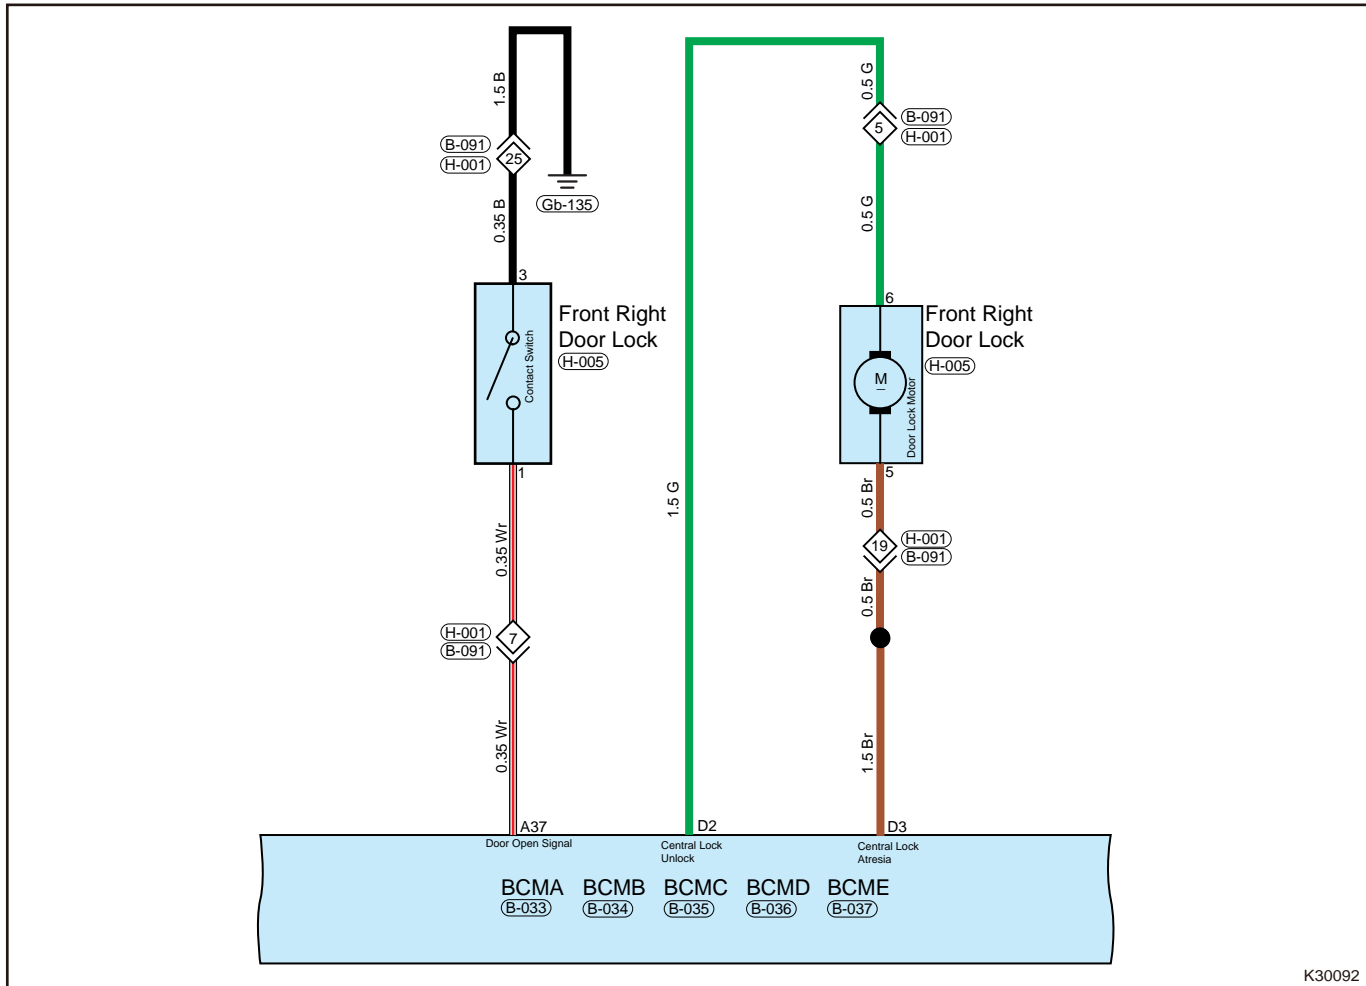 1.5 B
B-091
H-001
25
0.35 B
Gb-135
3
Front Right
Door Lock
H-005
Contact Switch
1
0.35 Wr
H-001
B-091
7
0.35 Wr
A37
Door Open Signal
1.5 G
D2
Central Lock
Unlock
0.5 G
5
B-091
H-001
0.5 G
6
Front Right
Door Lock
H-005
M
Door Lock Motor
5
0.5 Br
19
H-001
B-091
0.5 Br
1.5 Br
D3
Central Lock
Atresia
BCMA
B-033
BCMB
B-034
BCMC
B-035
BCMD
B-036
BCME
B-037
K30092